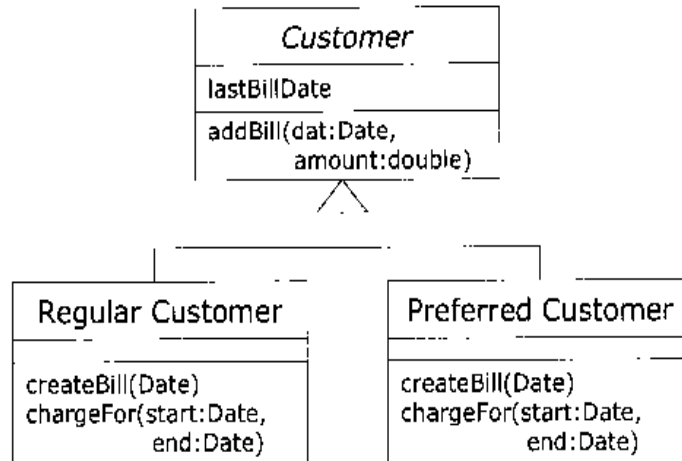 Customer
lastBillDate
addBill(dat:Date,
amount:double)
Regular Customer
createBill(Date)
chargeFor(start:Date,
end:Date)
Preferred Customer
createBill(Date)
chargeFor(start:Date,
end:Date)